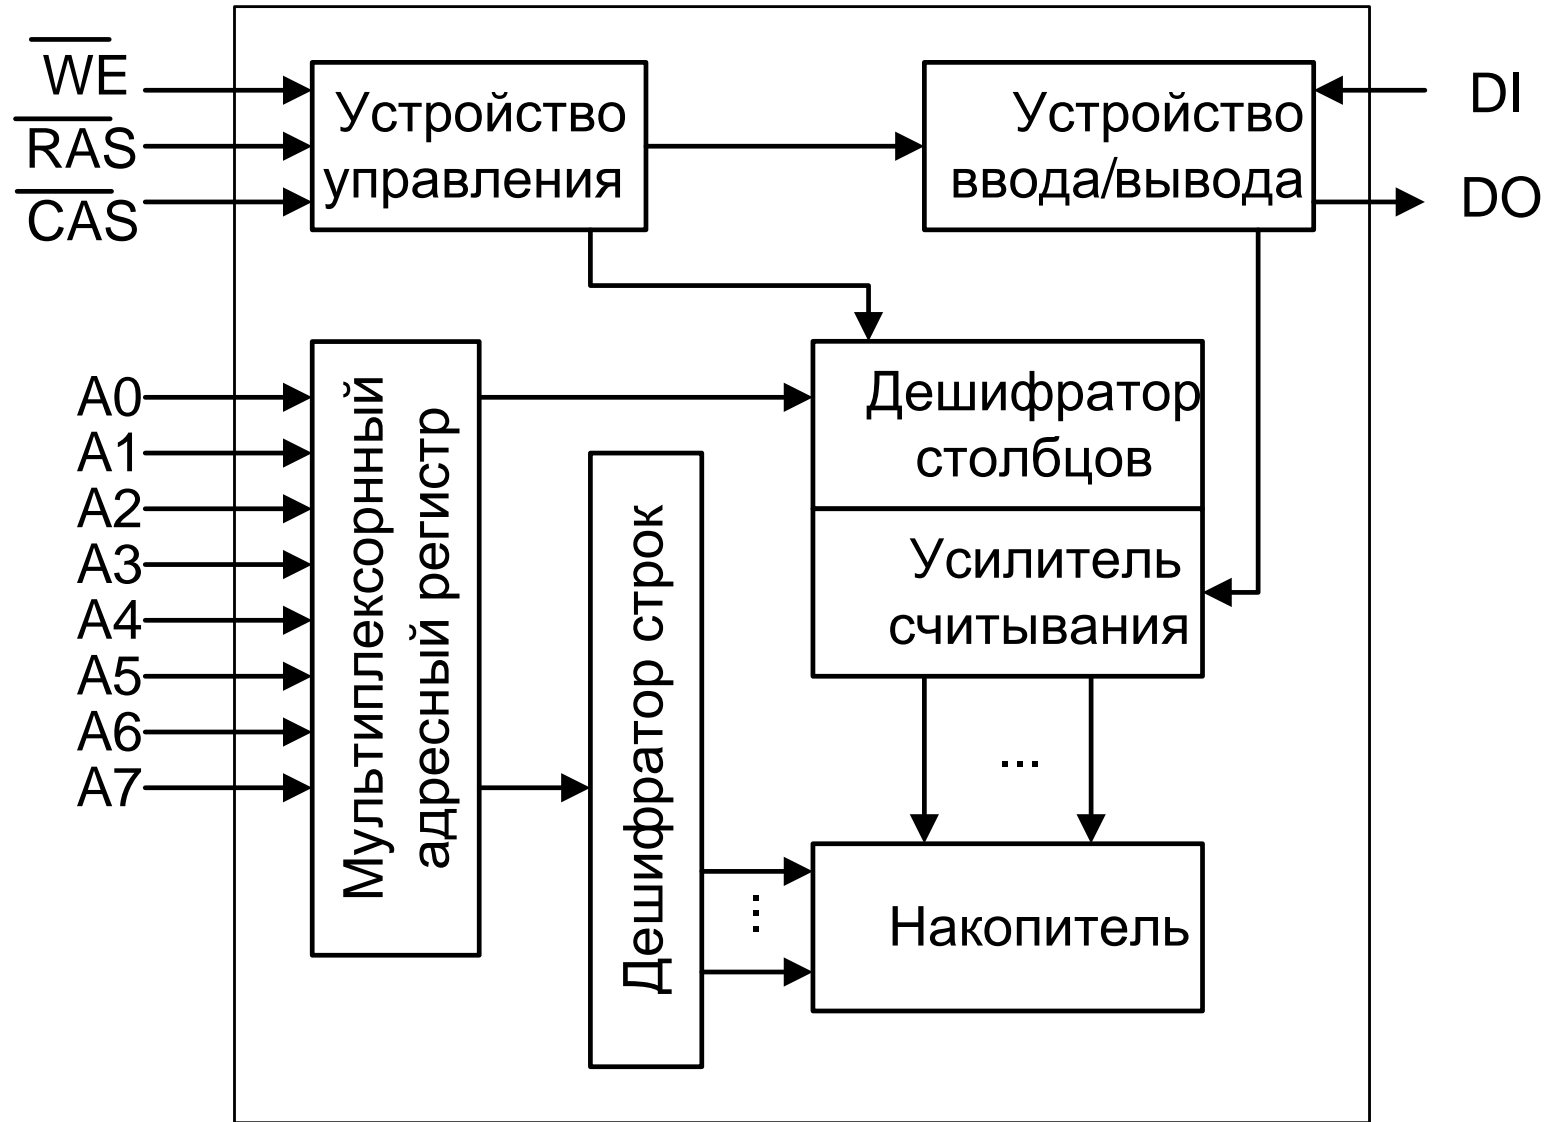 WE
RAS
CAS
Устройство
управления
Устройство
ввода/вывода
DI
DO
A0
A1
A2
A3
A4
A5
A6
A7
Мультиплексорнный
адресный регистр
Дешифратор строк
Дешифратор
столбцов
Усилитель
считывания
...
...
Накопитель